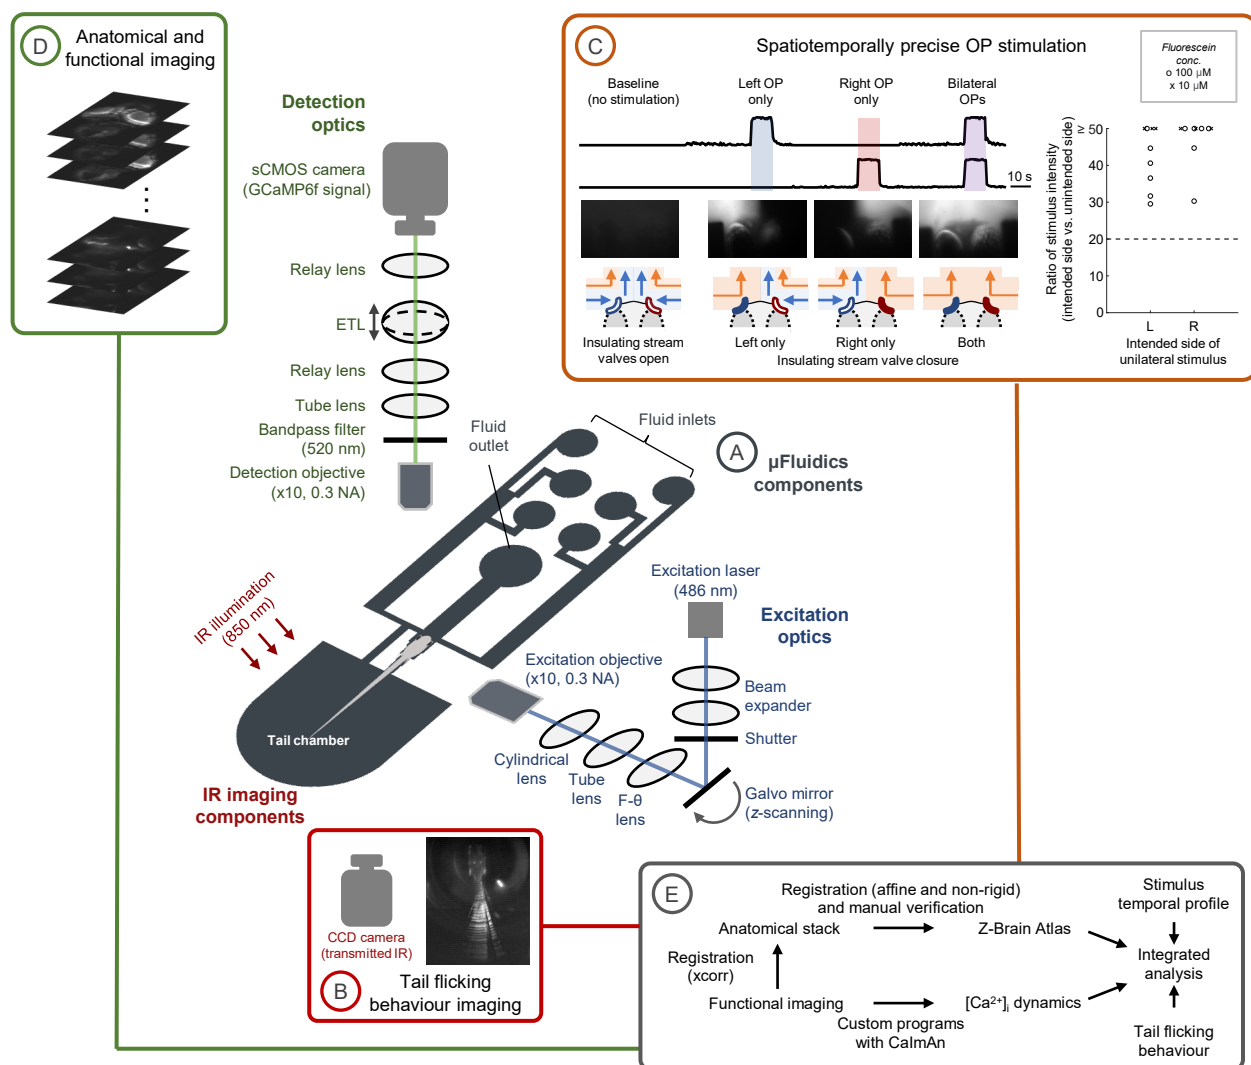 D
Anatomical and
functional imaging
Detection
optics
sCMOS camera
(GCaMP6f signal)
Relay lens
ETL
Relay lens
Tube lens
Bandpass filter
(520 nm)
Detection objective
(x10, 0.3 NA)
C
Spatiotemporally precise OP stimulation
Fluorescein
conc.
o 100 µM
x 10 µM
Baseline
(no stimulation)
Left OP
only
Right OP
only
Bilateral
OPs
10 s
Insulating stream
valves open
Left only
Right only
Both
Insulating stream valve closure
Ratio of stimulus intensity
(intended side vs. unintended side)
≥ 50
40
30
20
10
0
L
R
Intended side of
unilateral stimulus
Fluid
outlet
Fluid inlets
A
µFluidics
components
IR illumination
(850 nm)
Tail chamber
IR imaging
components
Excitation laser
(486 nm)
Excitation
optics
Excitation objective
(x10, 0.3 NA)
Beam
expander
Shutter
Cylindrical
lens
Tube
lens
F-θ
lens
Galvo mirror
(z-scanning)
CCD camera
(transmitted IR)
B
Tail flicking
behaviour imaging
E
Registration (affine and non-rigid)
and manual verification
Stimulus
temporal profile
Anatomical stack
Z-Brain Atlas
Registration
(xcorr)
Integrated
analysis
Functional imaging
[Ca²⁺]ᵢ dynamics
Custom programs
with CaImAn
Tail flicking
behaviour